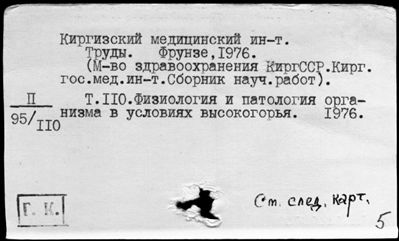 Киргизский медицинский ин-т.
Труды. Фрунзе,1976.
(М-во здравоохранения КиргССР.Кирг.
гос.мед.ин-т.Сборник науч.работ).
II
95/110
Т.110.Физиология и патология орга-
низма в условиях высокогорья. 1976.
Г. К.
См. след. карт.
5